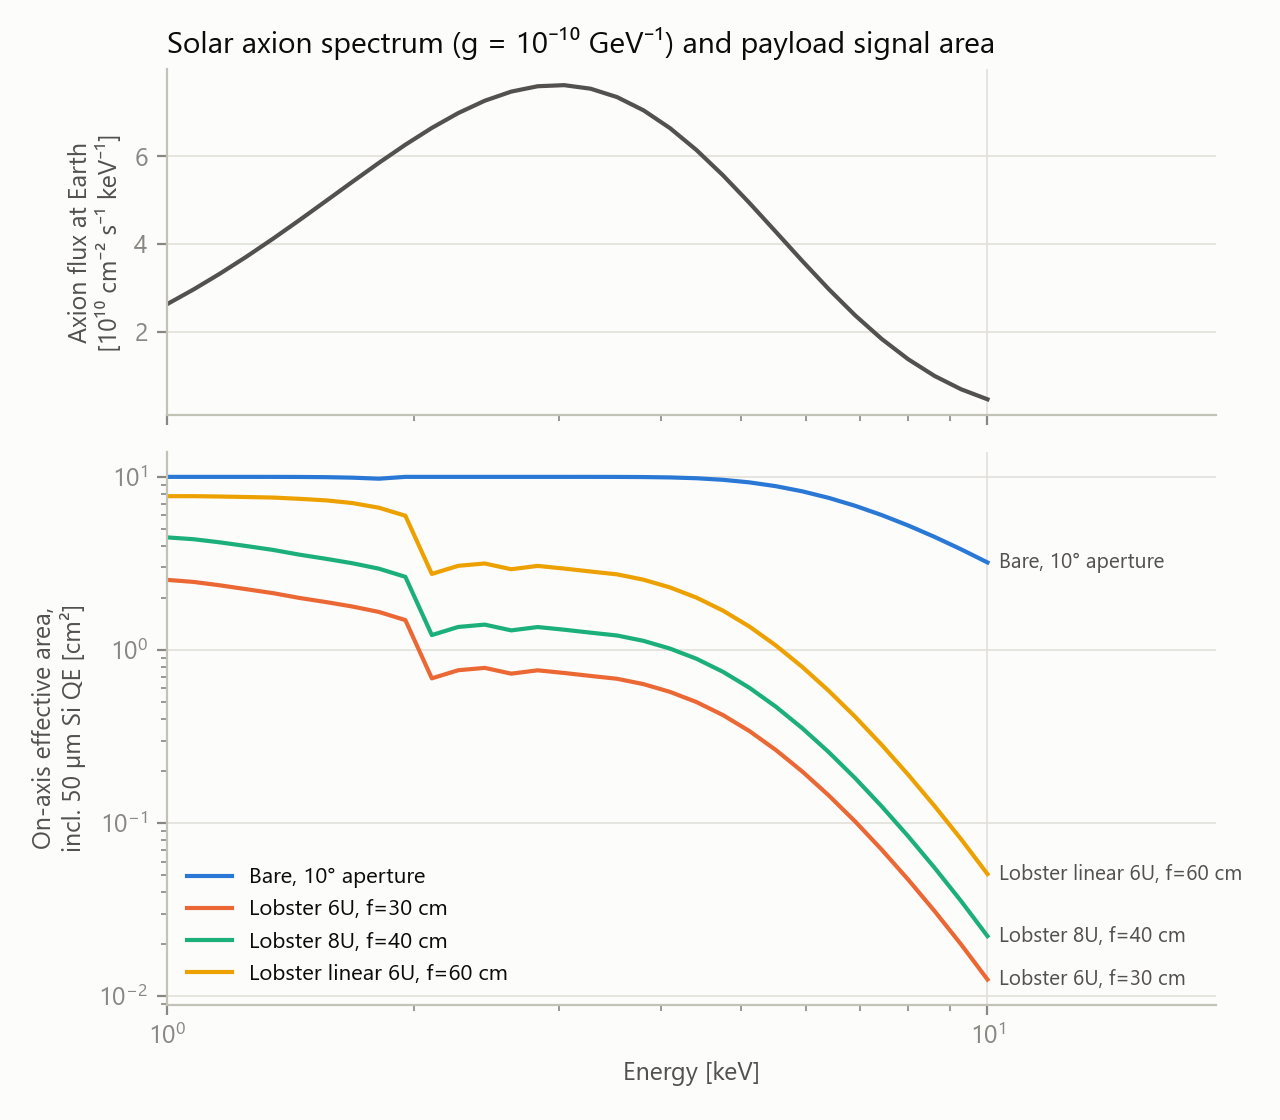 Solar axion spectrum (g = 10⁻¹⁰ GeV⁻¹) and payload signal area
Axion flux at Earth
[10¹⁰ cm⁻² s⁻¹ keV⁻¹]
6
4
2
On-axis effective area,
incl. 50 µm Si QE [cm²]
10¹
10⁰
10⁻¹
10⁻²
Bare, 10° aperture
Lobster linear 6U, f=60 cm
Lobster 8U, f=40 cm
Lobster 6U, f=30 cm
Bare, 10° aperture
Lobster 6U, f=30 cm
Lobster 8U, f=40 cm
Lobster linear 6U, f=60 cm
10⁰
10¹
Energy [keV]